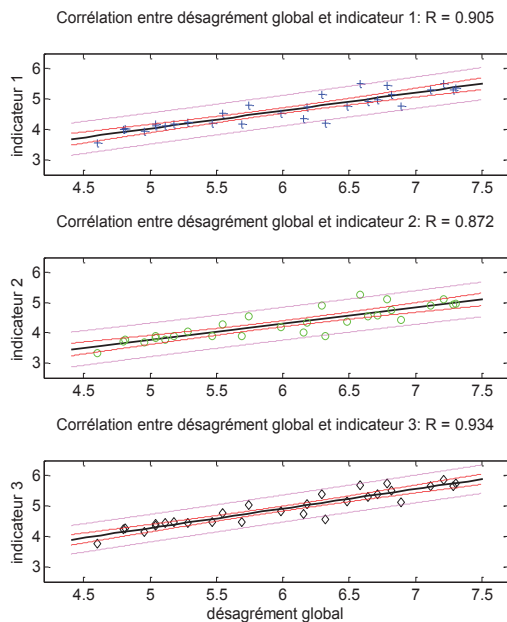 Corrélation entre désagrément global et indicateur 1: R = 0.905
6
5
4
3
indicateur 1
4.5 5 5.5 6 6.5 7 7.5
Corrélation entre désagrément global et indicateur 2: R = 0.872
6
5
4
3
indicateur 2
4.5 5 5.5 6 6.5 7 7.5
Corrélation entre désagrément global et indicateur 3: R = 0.934
6
5
4
3
indicateur 3
4.5 5 5.5 6 6.5 7 7.5
désagrément global